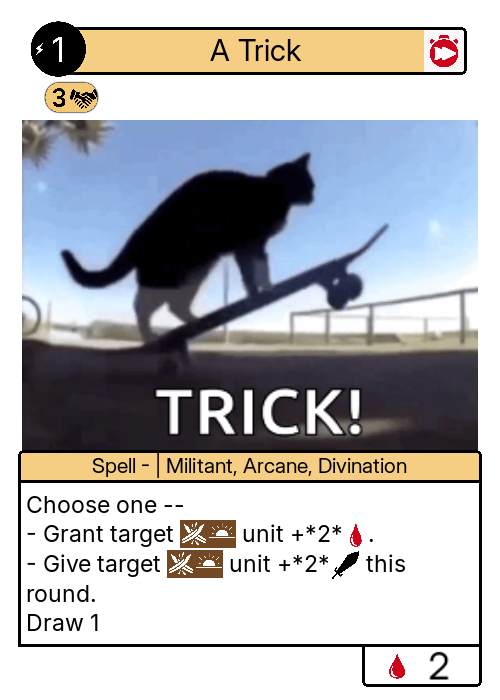 1
A Trick
3
TRICK!
Spell - | Militant, Arcane, Divination
Choose one --
- Grant target unit +*2* .
- Give target unit +*2* this
round.
Draw 1
2